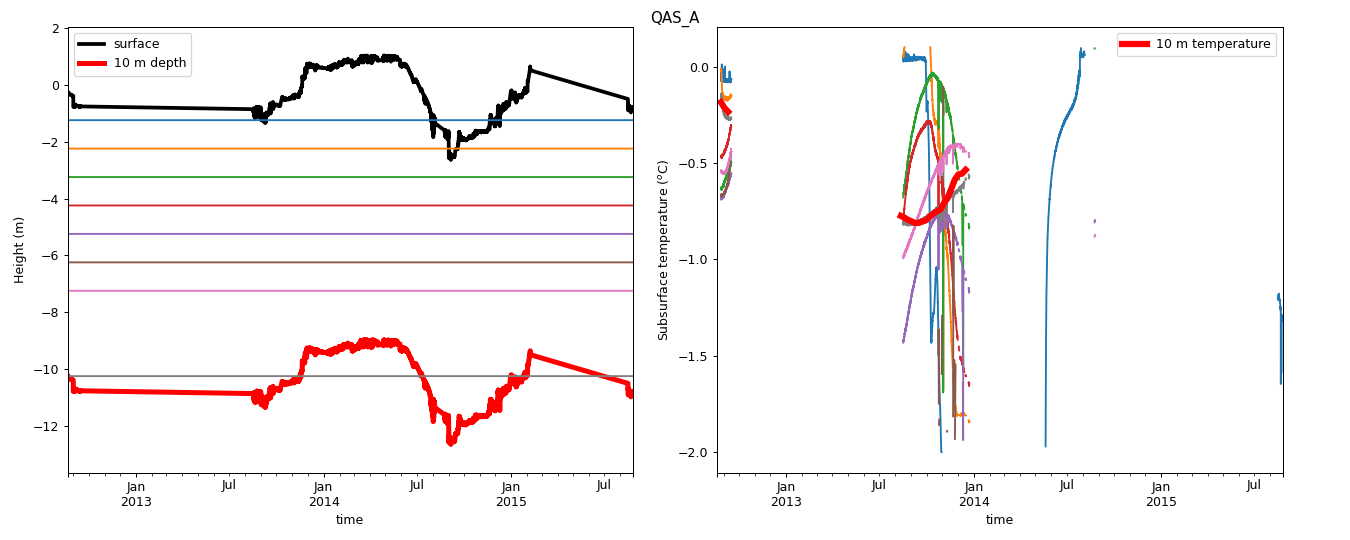 QAS_A
surface
10 m depth
Height (m)
2
0
−2
−4
−6
−8
−10
−12
Jan
2013
Jul
Jan
2014
Jul
Jan
2015
Jul
time
10 m temperature
Subsurface temperature (°C)
0.0
−0.5
−1.0
−1.5
−2.0
Jan
2013
Jul
Jan
2014
Jul
Jan
2015
Jul
time